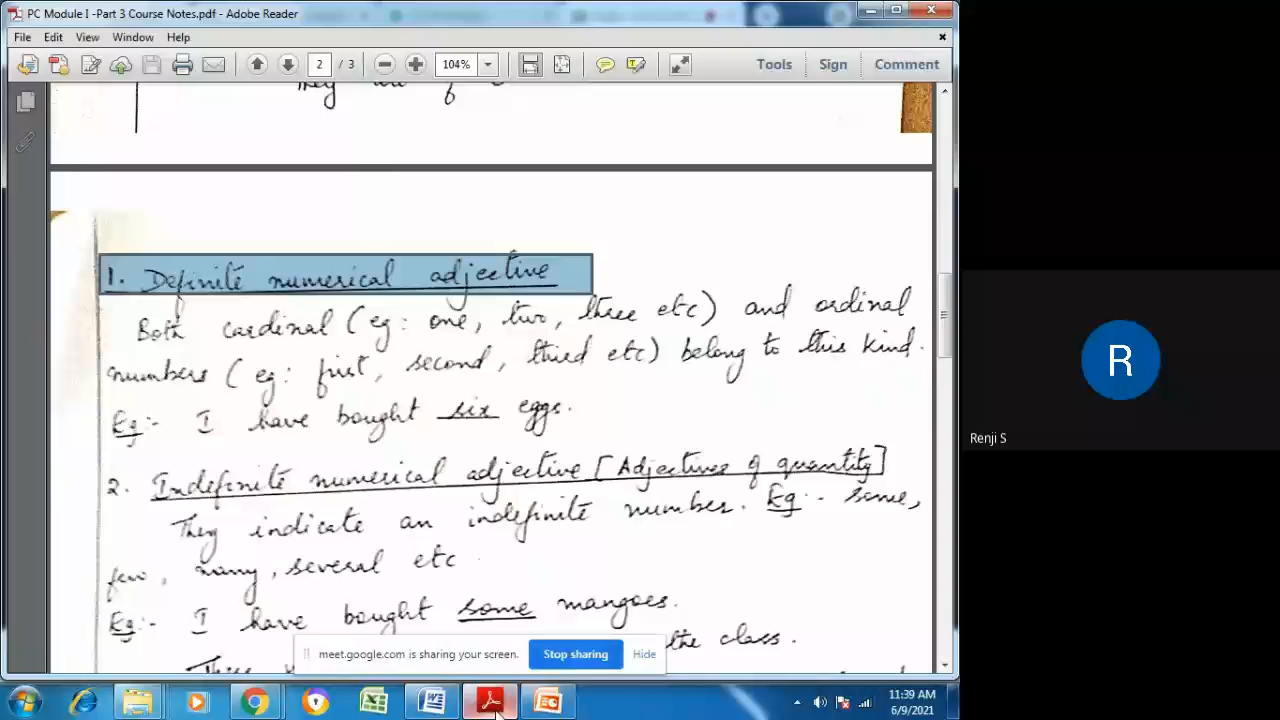 PC Module I -Part 3 Course Notes.pdf - Adobe Reader
File Edit View Window Help
2 / 3 104% Tools Sign Comment
They are of
1. Definite numerical adjective
Both cardinal (eg: one, two, three etc) and ordinal
numbers (eg: first, second, third etc) belong to this kind.
Eg:- I have bought six eggs.
2. Indefinite numerical adjective [Adjectives of quantity]
They indicate an indefinite number. Eg:- some,
few, many, several etc
Eg:- I have bought some mangoes.
the class.
meet.google.com is sharing your screen. Stop sharing Hide
R
Renji S
11:39 AM
6/9/2021